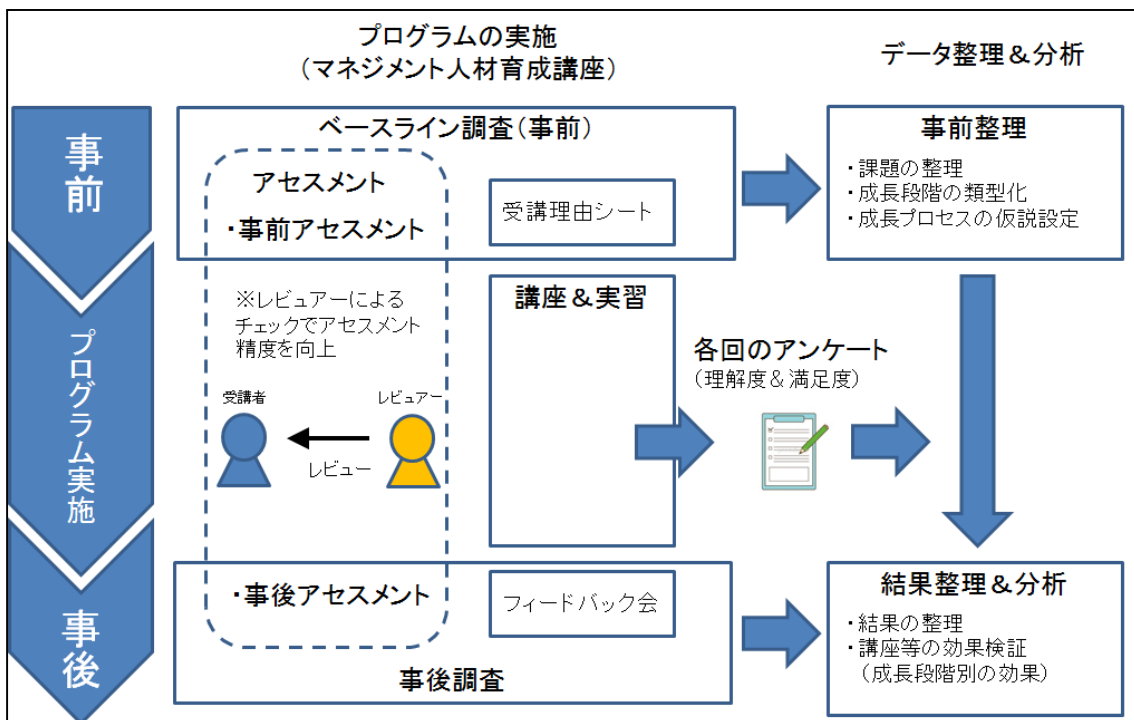 プログラムの実施
（マネジメント人材育成講座）
データ整理＆分析
事前
ベースライン調査（事前）
アセスメント
・事前アセスメント
受講理由シート
事前整理
・課題の整理
・成長段階の類型化
・成長プロセスの仮説設定
プログラム実施
※レビュアーによる
チェックでアセスメント
精度を向上
受講者
レビュアー
レビュー
講座＆実習
各回のアンケート
（理解度＆満足度）
事後
・事後アセスメント
フィードバック会
事後調査
結果整理＆分析
・結果の整理
・講座等の効果検証
（成長段階別の効果）